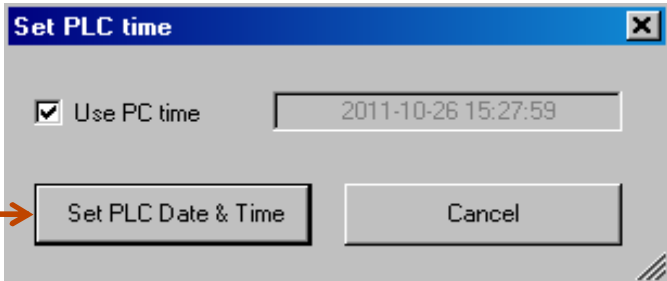 Set PLC time
Use PC time 2011-10-26 15:27:59
Set PLC Date & Time Cancel